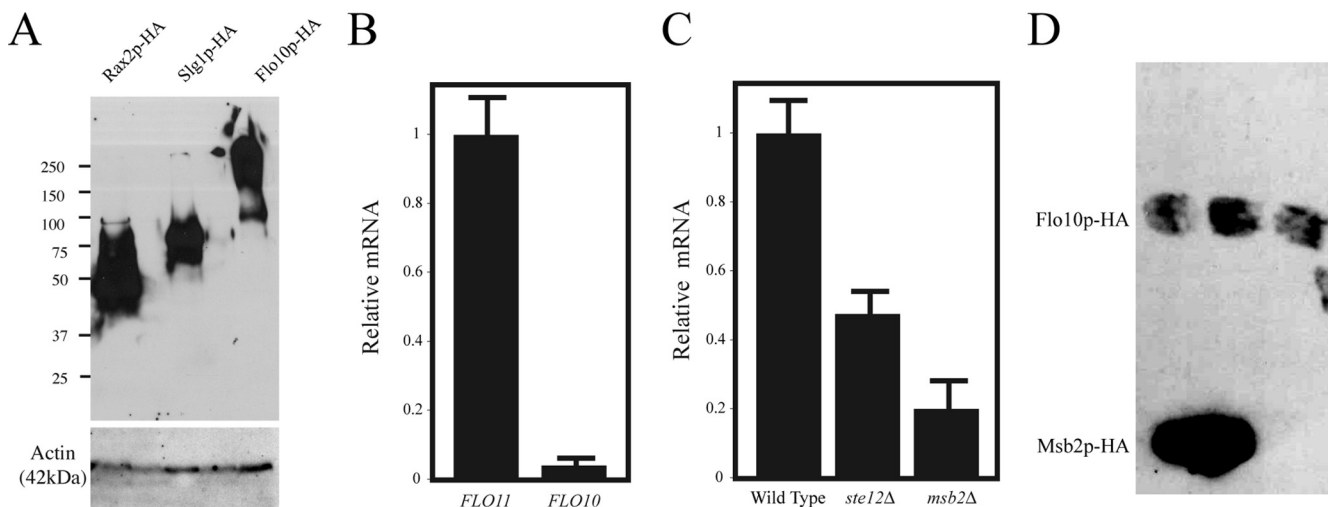 A
Rax2p-HA
Slg1p-HA
Flo10p-HA
250
150
100
75
50
37
25
Actin
(42kDa)
B
Relative mRNA
1
0.8
0.6
0.4
0.2
0
FLO11
FLO10
C
Relative mRNA
1
0.8
0.6
0.4
0.2
0
Wild Type
ste12Δ
msb2Δ
D
Flo10p-HA
Msb2p-HA